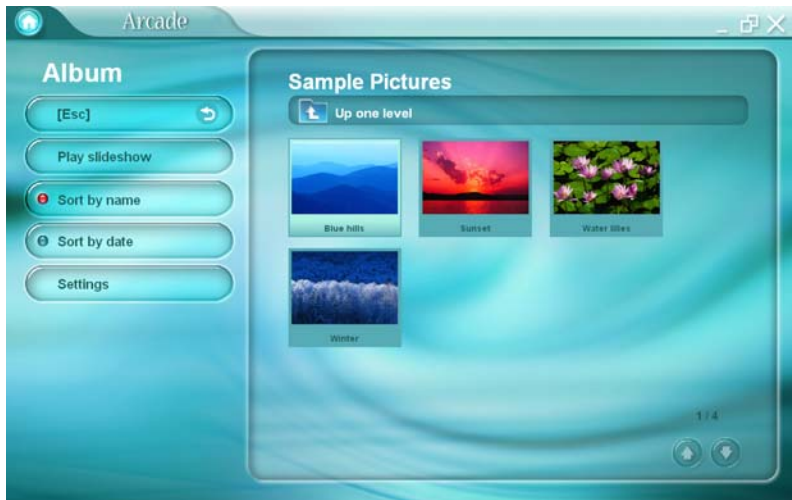 Arcade
Album
[Esc]
Play slideshow
Sort by name
Sort by date
Settings
Sample Pictures
Up one level
Blue hills
Sunset
Water lilies
Winter
1 / 4